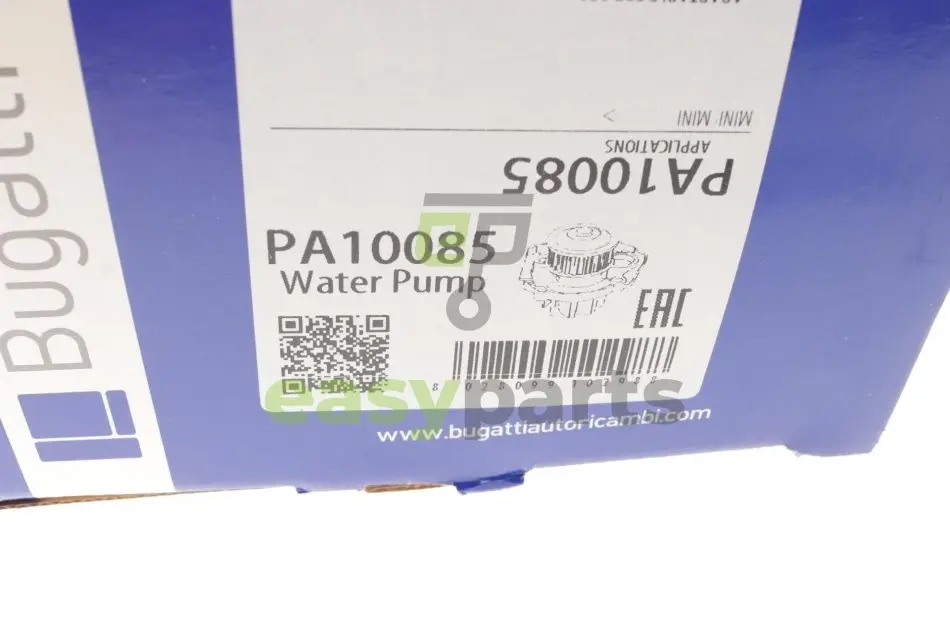 Bugatti
MINI: MINI >
APPLICATIONS
PA10085
PA10085
Water Pump
EAC
easyparts
www.bugattiautoricambi.com